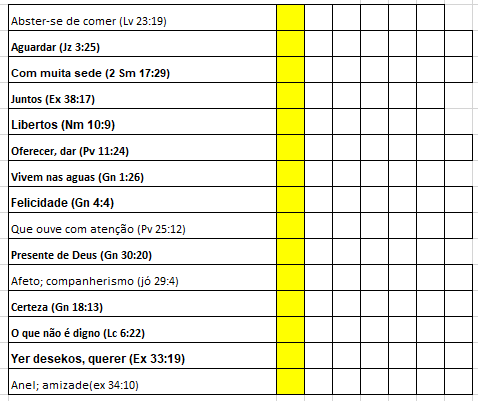 Abster-se de comer (Lv 23:19)
Aguardar (Jz 3:25)
Com muita sede (2 Sm 17:29)
Juntos (Ex 38:17)
Libertos (Nm 10:9)
Oferecer, dar (Pv 11:24)
Vivem nas aguas (Gn 1:26)
Felicidade (Gn 4:4)
Que ouve com atenção (Pv 25:12)
Presente de Deus (Gn 30:20)
Afeto; companherismo (jó 29:4)
Certeza (Gn 18:13)
O que não é digno (Lc 6:22)
Yer desekos, querer (Ex 33:19)
Anel; amizade(ex 34:10)